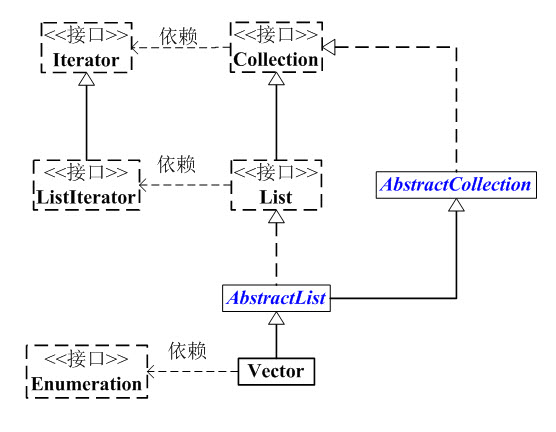 <<接口>>
Iterator
依赖
<<接口>>
Collection
<<接口>>
ListIterator
依赖
<<接口>>
List
AbstractCollection
AbstractList
<<接口>>
Enumeration
依赖
Vector